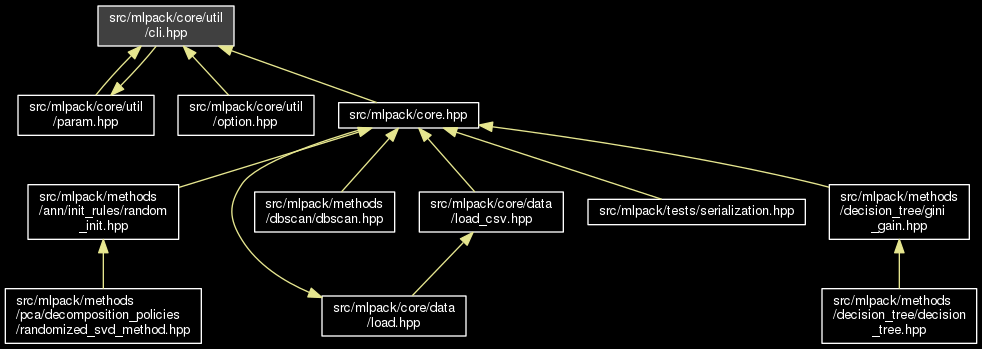 src/mlpack/core/util
/cli.hpp
src/mlpack/core/util
/param.hpp
src/mlpack/core/util
/option.hpp
src/mlpack/core.hpp
src/mlpack/methods
/ann/init_rules/random
_init.hpp
src/mlpack/methods
/dbscan/dbscan.hpp
src/mlpack/core/data
/load_csv.hpp
src/mlpack/tests/serialization.hpp
src/mlpack/methods
/decision_tree/gini
_gain.hpp
src/mlpack/methods
/pca/decomposition_policies
/randomized_svd_method.hpp
src/mlpack/core/data
/load.hpp
src/mlpack/methods
/decision_tree/decision
_tree.hpp